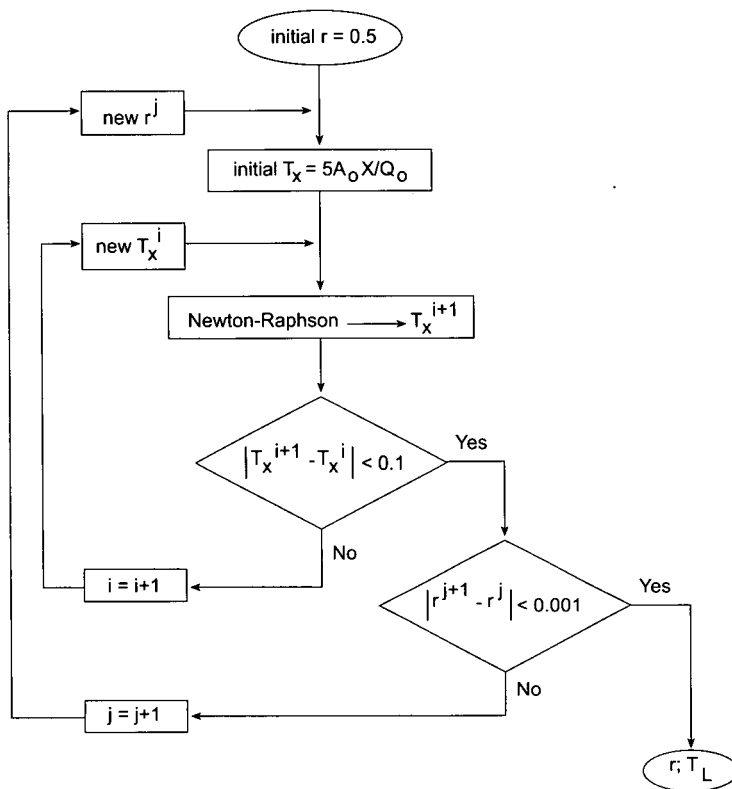 initial r = 0.5
new r^j
initial T_x = 5A_o X/Q_o
new T_x^i
Newton-Raphson ⟶ T_x^{i+1}
|T_x^{i+1} - T_x^i| < 0.1
Yes
No
i = i+1
|r^{j+1} - r^j| < 0.001
Yes
No
j = j+1
r; T_L